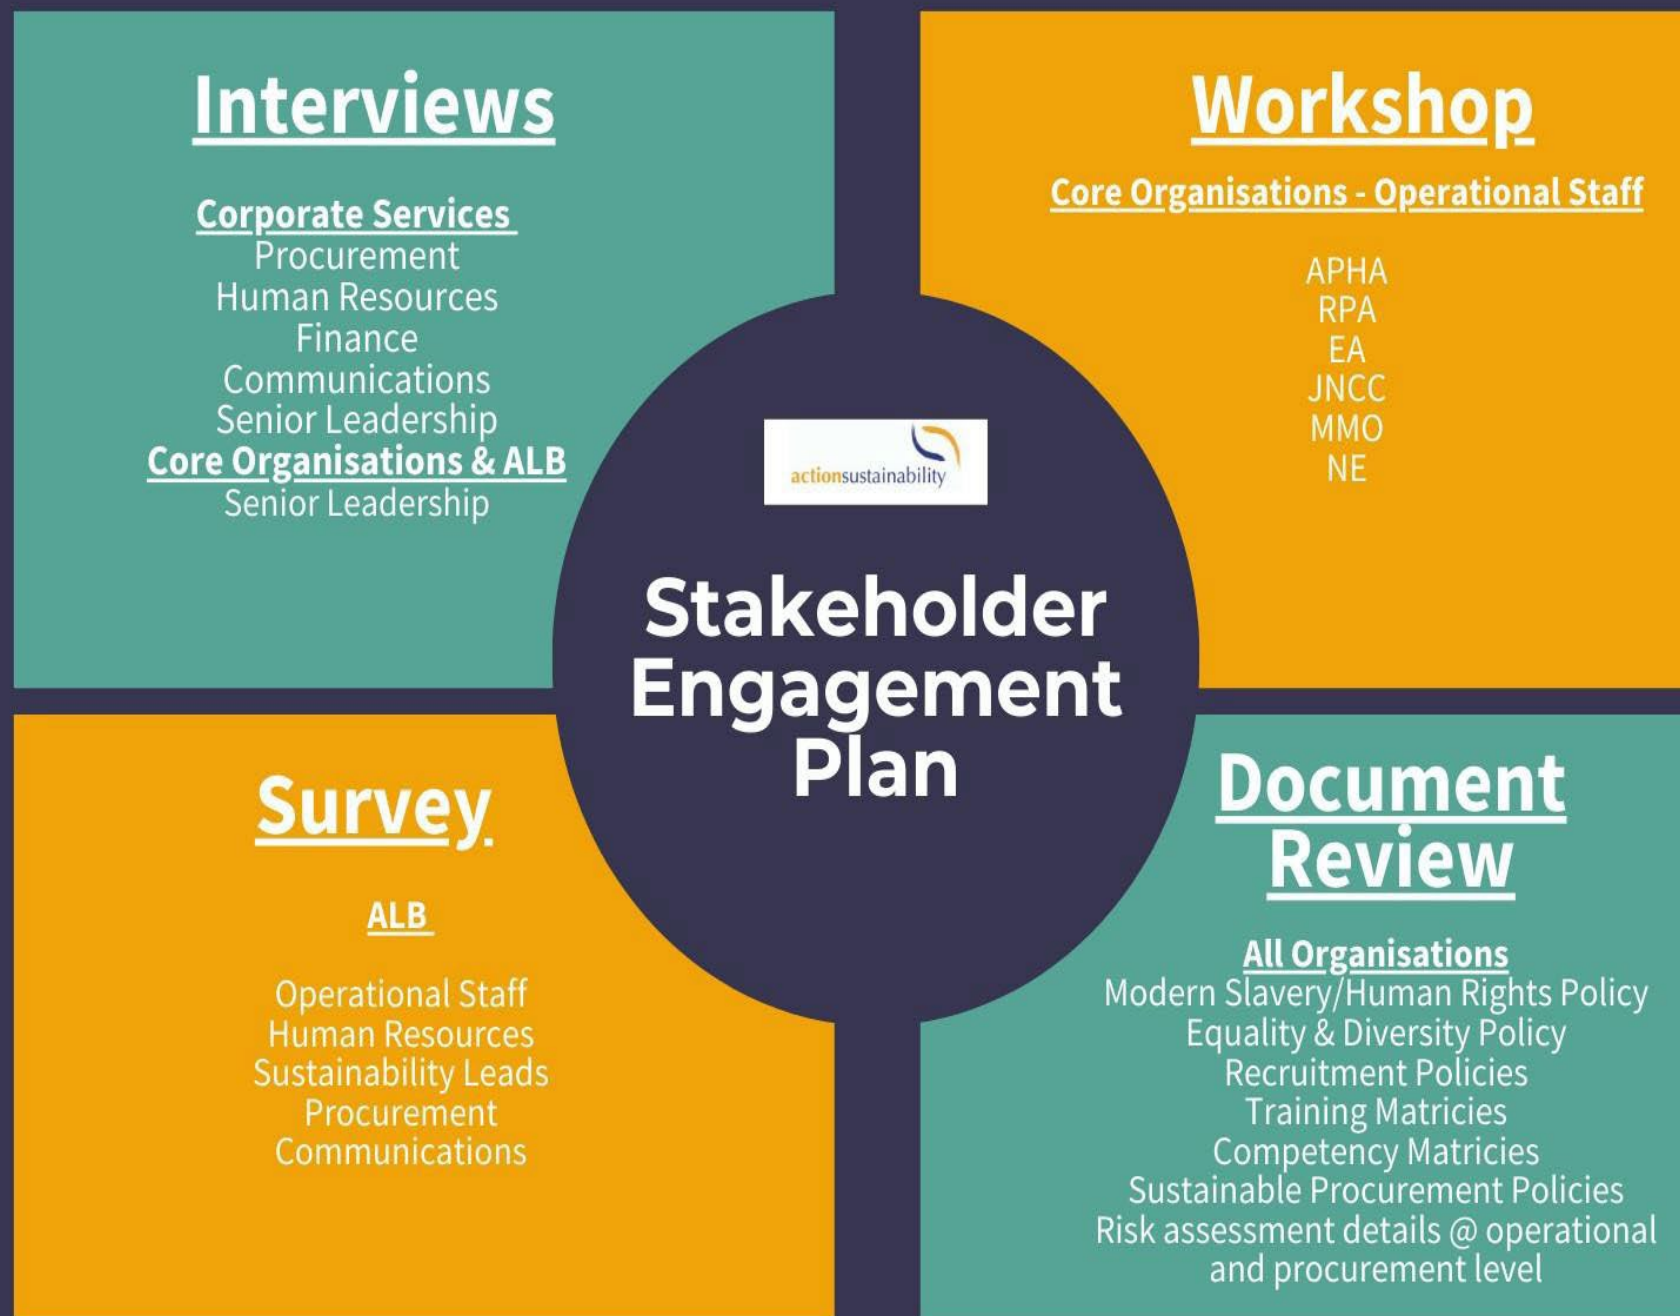 Interviews
Corporate Services
Procurement
Human Resources
Finance
Communications
Senior Leadership
Core Organisations & ALB
Senior Leadership
Workshop
Core Organisations - Operational Staff
APHA
RPA
EA
JNCC
MMO
NE
actionsustainability
Stakeholder
Engagement
Plan
Survey
ALB
Operational Staff
Human Resources
Sustainability Leads
Procurement
Communications
Document
Review
All Organisations
Modern Slavery/Human Rights Policy
Equality & Diversity Policy
Recruitment Policies
Training Matricies
Competency Matricies
Sustainable Procurement Policies
Risk assessment details @ operational
and procurement level